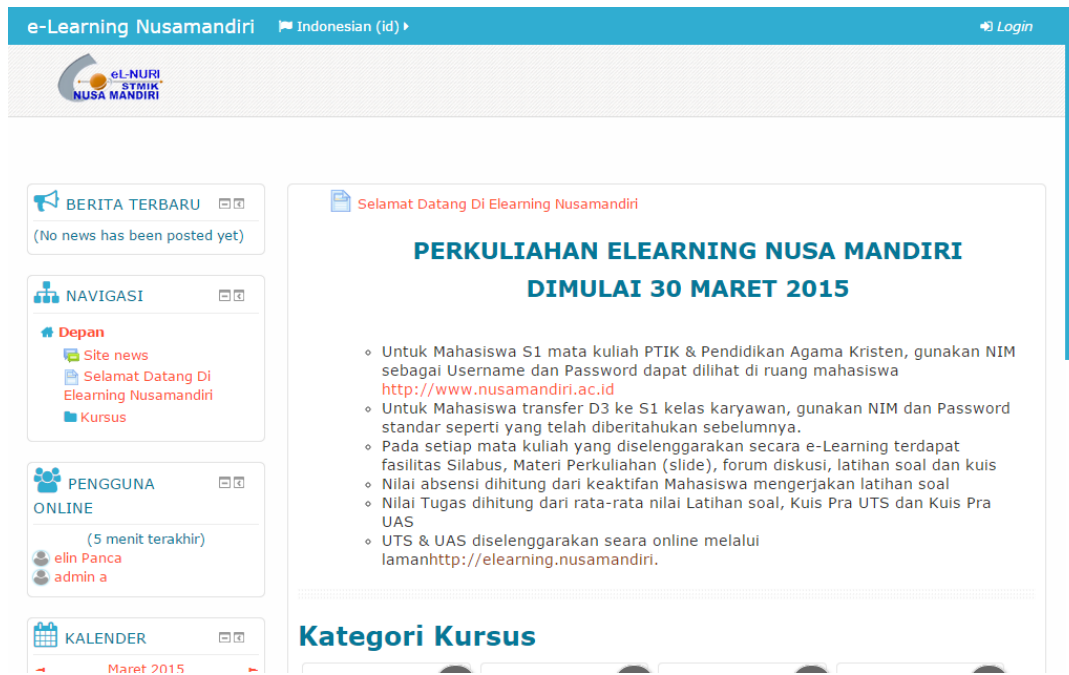 e-Learning Nusamandiri Indonesian (id) Login
eL-NURI
STMIK
NUSA MANDIRI
BERITA TERBARU
(No news has been posted yet)
NAVIGASI
Depan
Site news
Selamat Datang Di
Elearning Nusamandiri
Kursus
PENGGUNA
ONLINE
(5 menit terakhir)
elin Panca
admin a
KALENDER
Maret 2015
Selamat Datang Di Elearning Nusamandiri
PERKULIAHAN ELEARNING NUSA MANDIRI
DIMULAI 30 MARET 2015
Untuk Mahasiswa S1 mata kuliah PTIK & Pendidikan Agama Kristen, gunakan NIM
sebagai Username dan Password dapat dilihat di ruang mahasiswa
http://www.nusamandiri.ac.id
Untuk Mahasiswa transfer D3 ke S1 kelas karyawan, gunakan NIM dan Password
standar seperti yang telah diberitahukan sebelumnya.
Pada setiap mata kuliah yang diselenggarakan secara e-Learning terdapat
fasilitas Silabus, Materi Perkuliahan (slide), forum diskusi, latihan soal dan kuis
Nilai absensi dihitung dari keaktifan Mahasiswa mengerjakan latihan soal
Nilai Tugas dihitung dari rata-rata nilai Latihan soal, Kuis Pra UTS dan Kuis Pra
UAS
UTS & UAS diselenggarakan seara online melalui
lamanhttp://elearning.nusamandiri.
Kategori Kursus